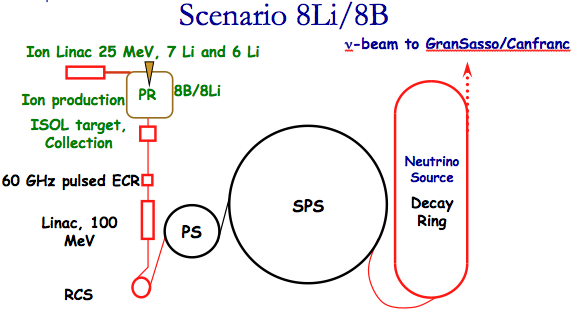 Scenario 8Li/8B
ν-beam to GranSasso/Canfranc
Ion Linac 25 MeV, 7 Li and 6 Li
PR
8B/8Li
Ion production
ISOL target,
Collection
60 GHz pulsed ECR
Linac, 100
MeV
RCS
PS
SPS
Neutrino
Source
Decay
Ring